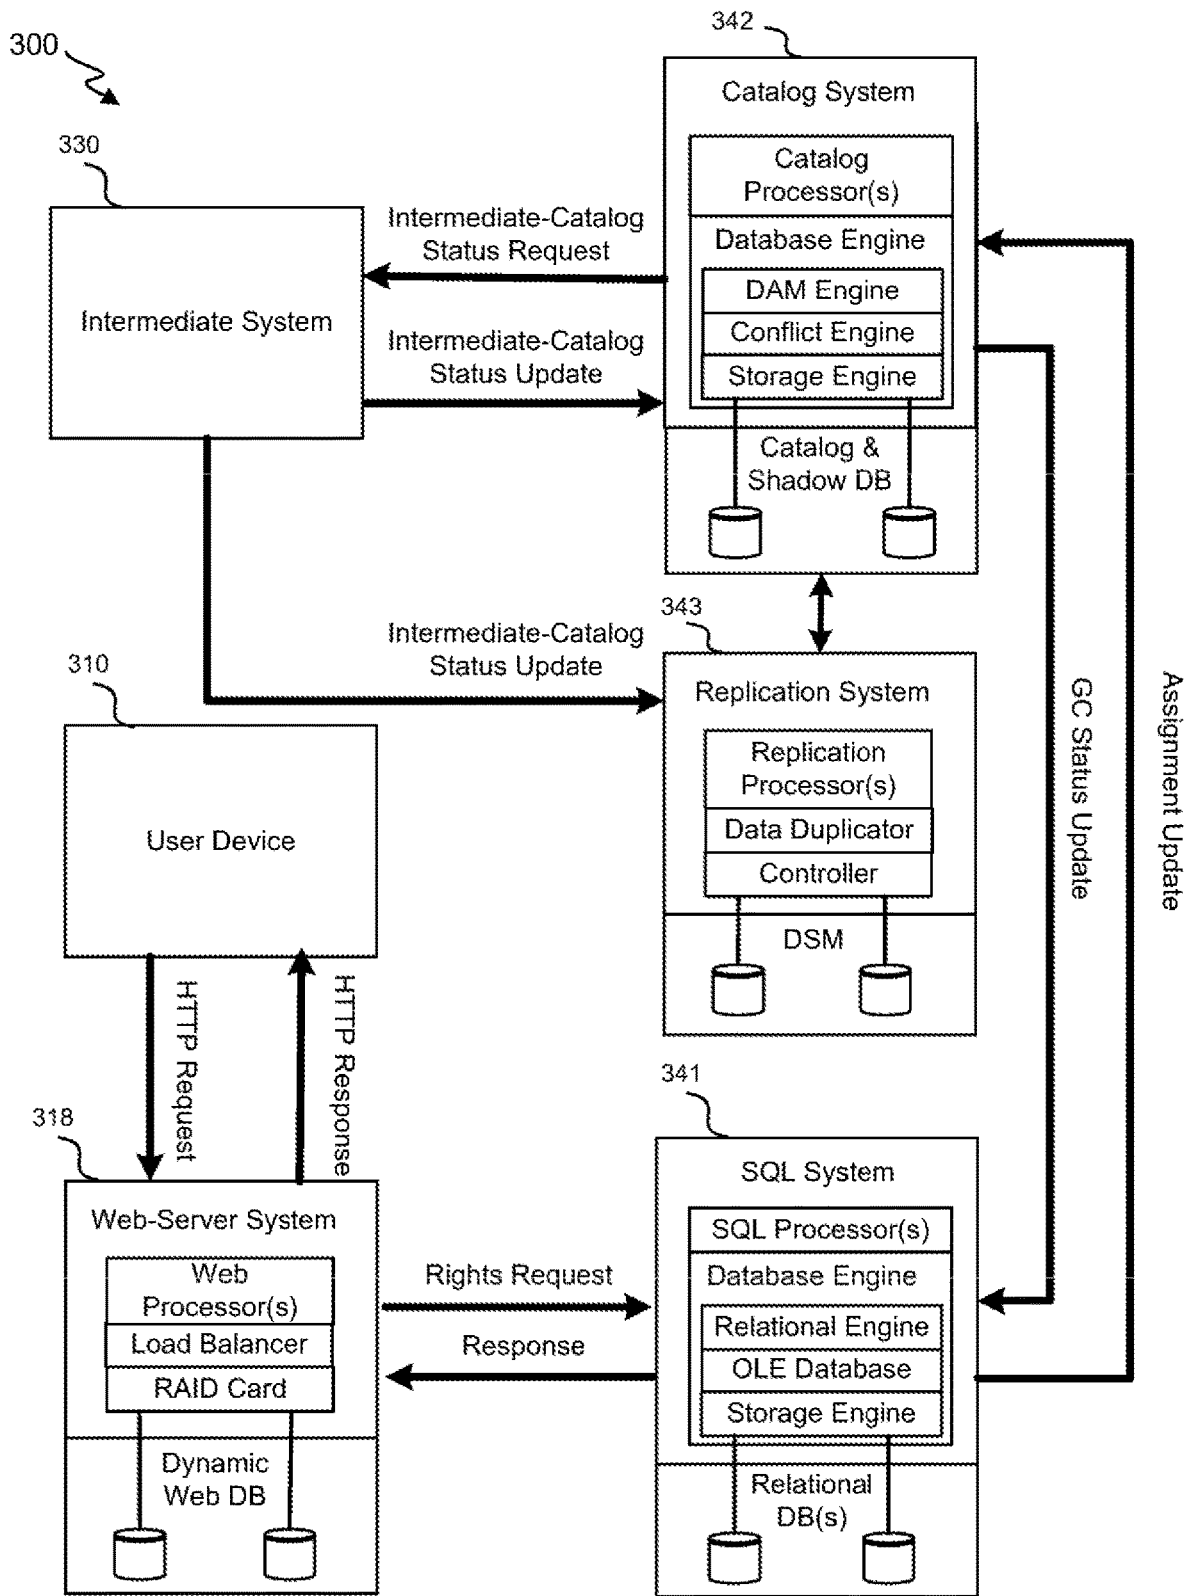 300
342
Catalog System
Catalog
Processor(s)
Database Engine
DAM Engine
Conflict Engine
Storage Engine
Catalog &
Shadow DB
330
Intermediate System
Intermediate-Catalog
Status Request
Intermediate-Catalog
Status Update
Intermediate-Catalog
Status Update
343
Replication System
Replication
Processor(s)
Data Duplicator
Controller
DSM
GC Status Update
Assignment Update
310
User Device
HTTP Request
HTTP Response
318
Web-Server System
Web
Processor(s)
Load Balancer
RAID Card
Dynamic
Web DB
Rights Request
Response
341
SQL System
SQL Processor(s)
Database Engine
Relational Engine
OLE Database
Storage Engine
Relational
DB(s)